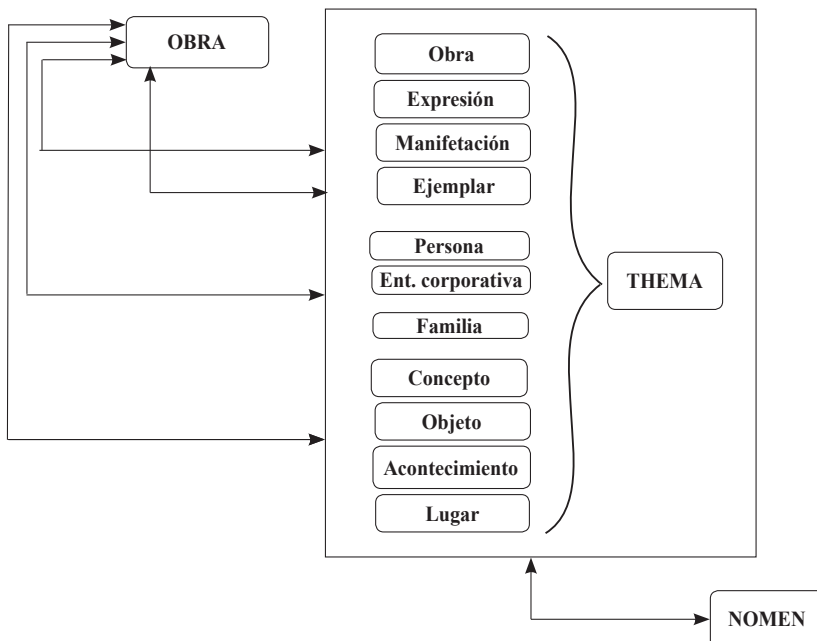 OBRA
Obra
Expresión
Manifetación
Ejemplar
Persona
Ent. corporativa
Familia
Concepto
Objeto
Acontecimiento
Lugar
THEMA
NOMEN